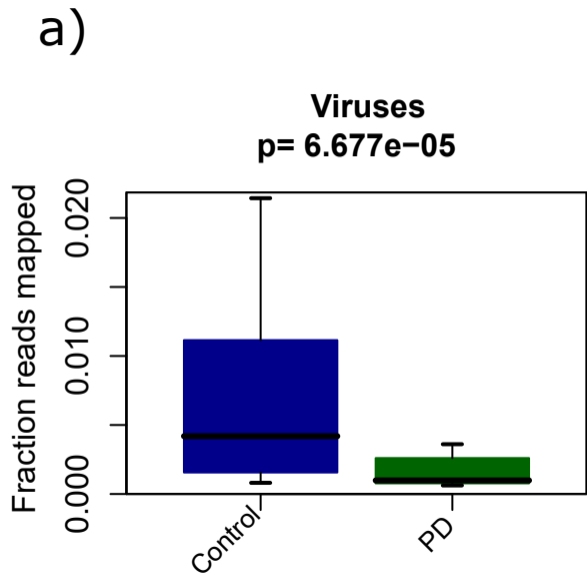 a)
Viruses
p= 6.677e−05
Fraction reads mapped
0.020
0.010
0.000
Control
PD